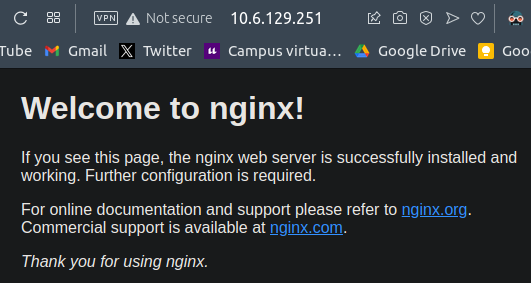 VPN Not secure 10.6.129.251
Tube Gmail Twitter Campus virtua... Google Drive Goo
Welcome to nginx!
If you see this page, the nginx web server is successfully installed and
working. Further configuration is required.
For online documentation and support please refer to nginx.org.
Commercial support is available at nginx.com.
Thank you for using nginx.